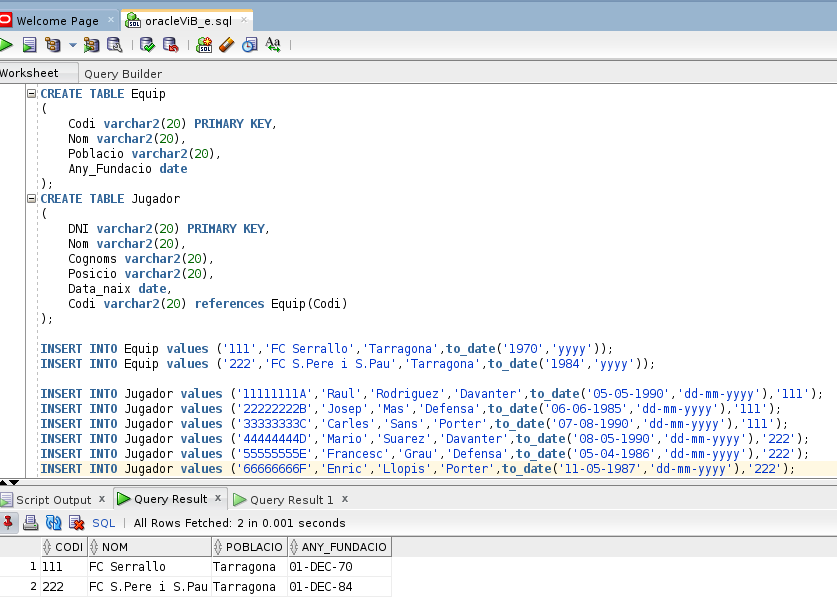 Welcome Page ×
oracleViB_e.sql ×
Worksheet Query Builder
CREATE TABLE Equip
(
Codi varchar2(20) PRIMARY KEY,
Nom varchar2(20),
Poblacio varchar2(20),
Any_Fundacio date
);
CREATE TABLE Jugador
(
DNI varchar2(20) PRIMARY KEY,
Nom varchar2(20),
Cognoms varchar2(20),
Posicio varchar2(20),
Data_naix date,
Codi varchar2(20) references Equip(Codi)
);
INSERT INTO Equip values ('111','FC Serrallo','Tarragona',to_date('1970','yyyy'));
INSERT INTO Equip values ('222','FC S.Pere i S.Pau','Tarragona',to_date('1984','yyyy'));
INSERT INTO Jugador values ('11111111A','Raul','Rodriguez','Davanter',to_date('05-05-1990','dd-mm-yyyy'),'111');
INSERT INTO Jugador values ('22222222B','Josep','Mas','Defensa',to_date('06-06-1985','dd-mm-yyyy'),'111');
INSERT INTO Jugador values ('33333333C','Carles','Sans','Porter',to_date('07-08-1990','dd-mm-yyyy'),'111');
INSERT INTO Jugador values ('44444444D','Mario','Suarez','Davanter',to_date('08-05-1990','dd-mm-yyyy'),'222');
INSERT INTO Jugador values ('55555555E','Francesc','Grau','Defensa',to_date('05-04-1986','dd-mm-yyyy'),'222');
INSERT INTO Jugador values ('66666666F','Enric','Llopis','Porter',to_date('11-05-1987','dd-mm-yyyy'),'222');
Script Output × Query Result × Query Result 1 ×
SQL | All Rows Fetched: 2 in 0.001 seconds
CODI NOM POBLACIO ANY_FUNDACIO
1 111 FC Serrallo Tarragona 01-DEC-70
2 222 FC S.Pere i S.Pau Tarragona 01-DEC-84